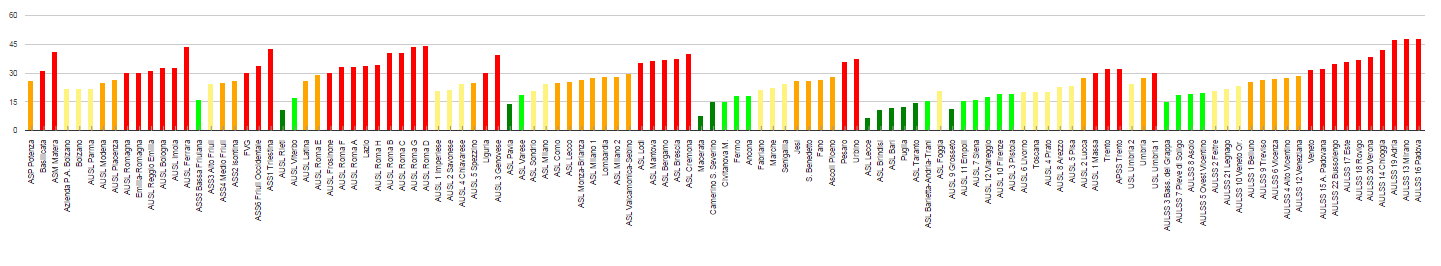 60
45
30
15
0
ASP Potenza
Basilicata
ASM Matera
Azienda P.A. Bolzano
Bolzano
AUSL Parma
AUSL Modena
AUSL Piacenza
AUSL Romagna
Emilia-Romagna
AUSL Reggio Emilia
AUSL Bologna
AUSL Imola
AUSL Ferrara
ASS5 Bassa Friulana
ASS3 Alto Friuli
ASS4 Medio Friuli
ASS2 Isontina
FVG
ASS6 Friuli Occidentale
ASS1 Triestina
AUSL Rieti
AUSL Viterbo
AUSL Latina
AUSL Roma E
AUSL Frosinone
AUSL Roma F
AUSL Roma A
Lazio
AUSL Roma H
AUSL Roma B
AUSL Roma C
AUSL Roma G
AUSL Roma D
AUSL 1 Imperiese
AUSL 2 Savonese
AUSL 4 Chiavarese
AUSL 5 Spezzino
Liguria
AUSL 3 Genovese
ASL Pavia
ASL Varese
ASL Sondrio
ASL Milano
ASL Como
ASL Lecco
ASL Monza-Brianza
ASL Milano 1
Lombardia
ASL Milano 2
ASL Valcamonica-Sebino
ASL Lodi
ASL Mantova
ASL Bergamo
ASL Brescia
ASL Cremona
Macerata
Camerino S. Severino
Civitanova M.
Fermo
Ancona
Fabriano
Marche
Senigallia
Jesi
S. Benedetto
Fano
Ascoli Piceno
Pesaro
Urbino
ASL Lecce
ASL Brindisi
ASL Bari
Puglia
ASL Taranto
ASL Barletta-Andria-Trani
ASL Foggia
AUSL 9 Grosseto
AUSL 11 Empoli
AUSL 7 Siena
AUSL 12 Viareggio
AUSL 10 Firenze
AUSL 3 Pistoia
AUSL 6 Livorno
Toscana
AUSL 4 Prato
AUSL 8 Arezzo
AUSL 5 Pisa
AUSL 2 Lucca
AUSL 1 Massa
Trento
APSS Trento
USL Umbria 2
Umbria
USL Umbria 1
AULSS 3 Bass. del Grappa
AULSS 7 Pieve di Soligo
AULSS 8 Asolo
AULSS 5 Ovest Vicentino
AULSS 2 Feltre
AULSS 21 Legnago
AULSS 10 Veneto Or.
AULSS 1 Belluno
AULSS 9 Treviso
AULSS 6 Vicenza
AULSS 4 Alto Vicentino
AULSS 12 Veneziana
Veneto
AULSS 15 A. Padovana
AULSS 22 Bussolengo
AULSS 17 Este
AULSS 18 Rovigo
AULSS 20 Verona
AULSS 14 Chioggia
AULSS 19 Adria
AULSS 13 Mirano
AULSS 16 Padova